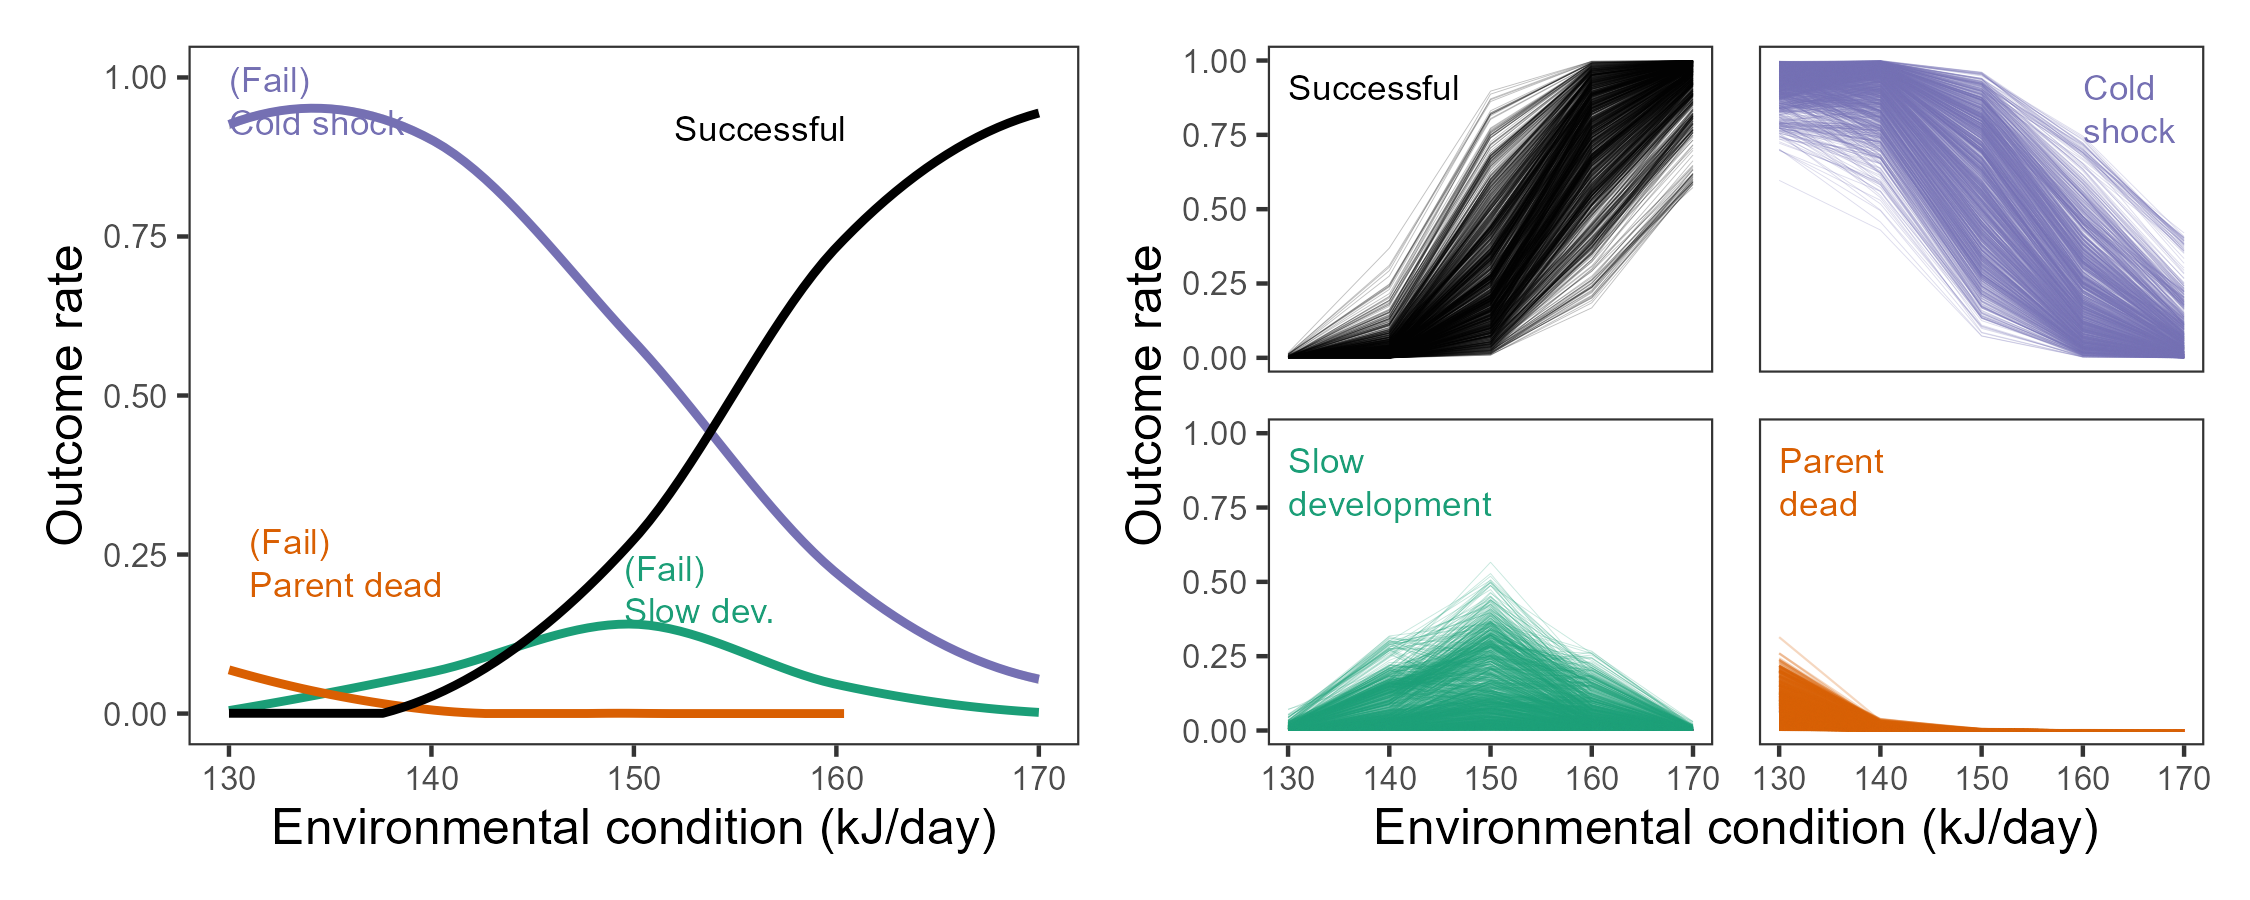 (Fail)
Cold shock
Successful
(Fail)
Parent dead
(Fail)
Slow dev.
1.00
0.75
0.50
0.25
0.00
Outcome rate
130 140 150 160 170
Environmental condition (kJ/day)
Successful
Cold
shock
1.00
0.75
0.50
0.25
0.00
Slow
development
Parent
dead
1.00
0.75
0.50
0.25
0.00
Outcome rate
130 140 150 160 170
130 140 150 160 170
Environmental condition (kJ/day)